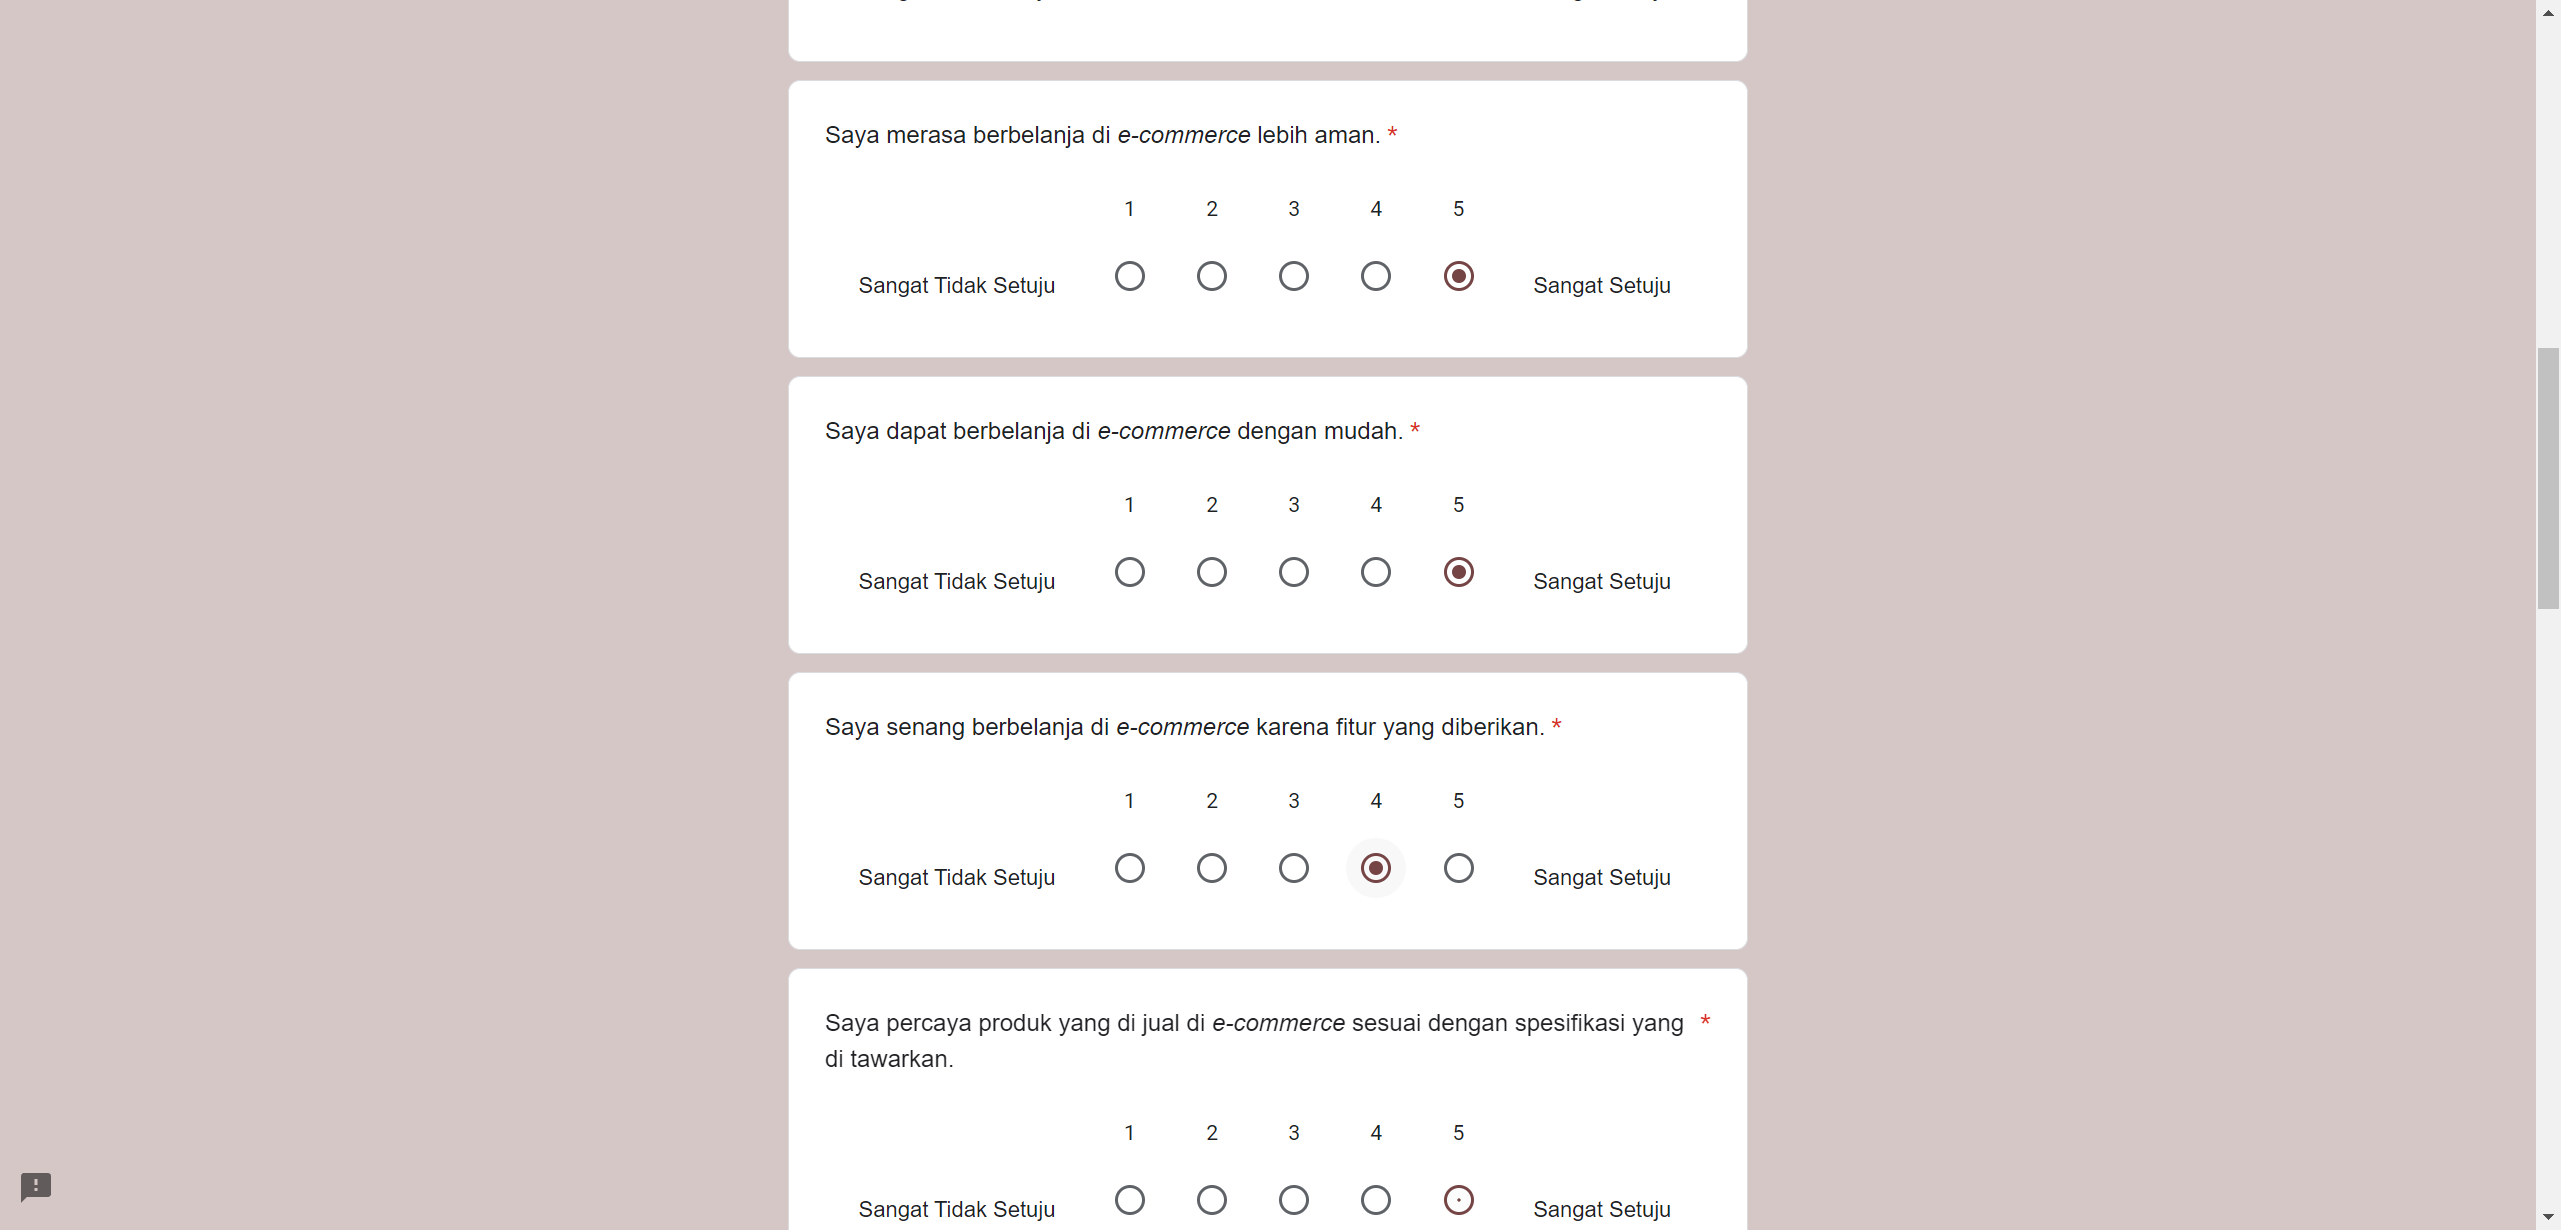 Saya merasa berbelanja di e-commerce lebih aman. *
1 2 3 4 5
Sangat Tidak Setuju Sangat Setuju
Saya dapat berbelanja di e-commerce dengan mudah. *
1 2 3 4 5
Sangat Tidak Setuju Sangat Setuju
Saya senang berbelanja di e-commerce karena fitur yang diberikan. *
1 2 3 4 5
Sangat Tidak Setuju Sangat Setuju
Saya percaya produk yang di jual di e-commerce sesuai dengan spesifikasi yang *
di tawarkan.
1 2 3 4 5
Sangat Tidak Setuju Sangat Setuju